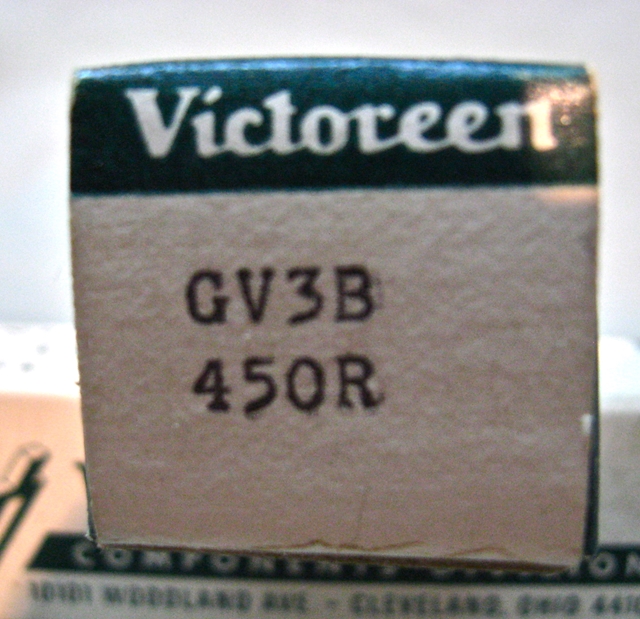 Victoreen
GV3B
450R
COMPONENTS DIVISION
10101 WOODLAND AVE - CLEVELAND, OHIO